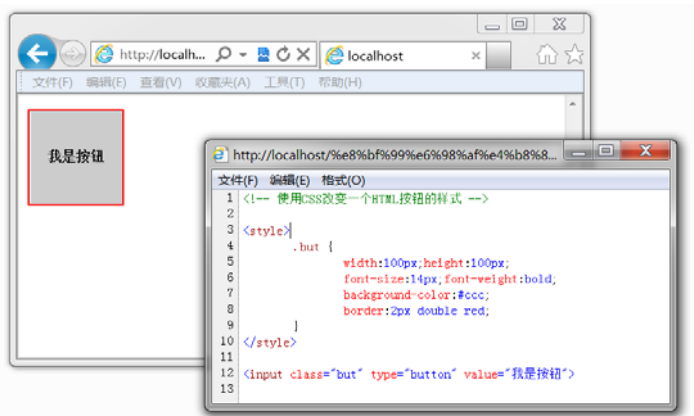 http://localh...
localhost
文件(F) 编辑(E) 查看(V) 收藏夹(A) 工具(T) 帮助(H)
我是按钮
http://localhost/%e8%bf%99%e6%98%af%e4%b8%8...
文件(F) 编辑(E) 格式(O)
1 <!-- 使用CSS改变一个HTML按钮的样式 -->
2
3 <style>
4 .but {
5 width:100px;height:100px;
6 font-size:14px;font-weight:bold;
7 background-color:#ccc;
8 border:2px double red;
9 }
10 </style>
11
12 <input class="but" type="button" value="我是按钮">
13